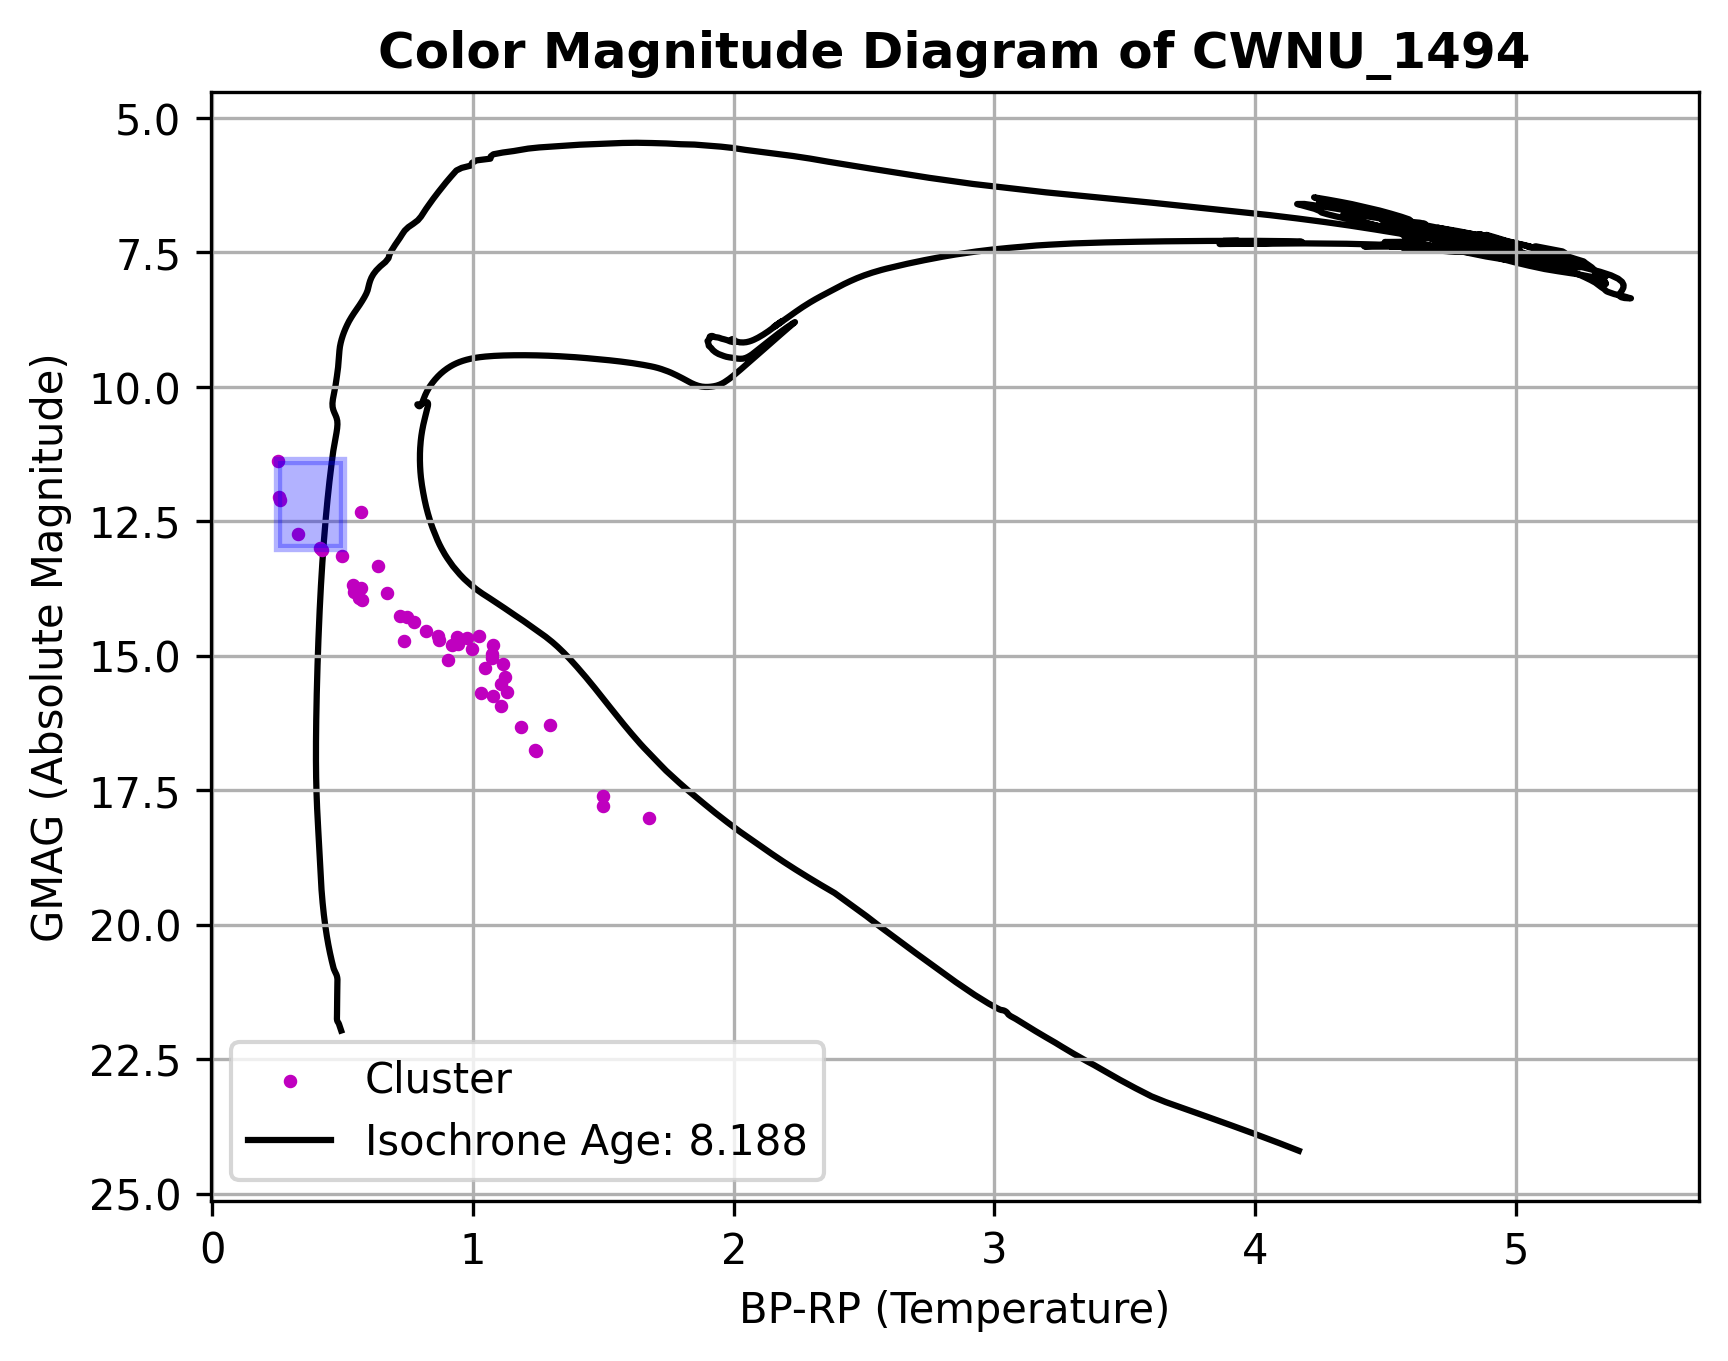 Color Magnitude Diagram of CWNU_1494
GMAG (Absolute Magnitude)
5.0
7.5
10.0
12.5
15.0
17.5
20.0
22.5
25.0
Cluster
Isochrone Age: 8.188
0 1 2 3 4 5
BP-RP (Temperature)